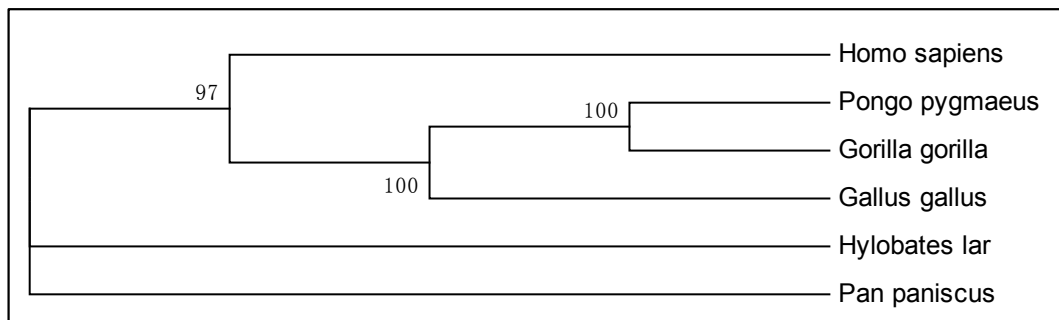 Homo sapiens
97
Pongo pygmaeus
100
Gorilla gorilla
100
Gallus gallus
Hylobates lar
Pan paniscus